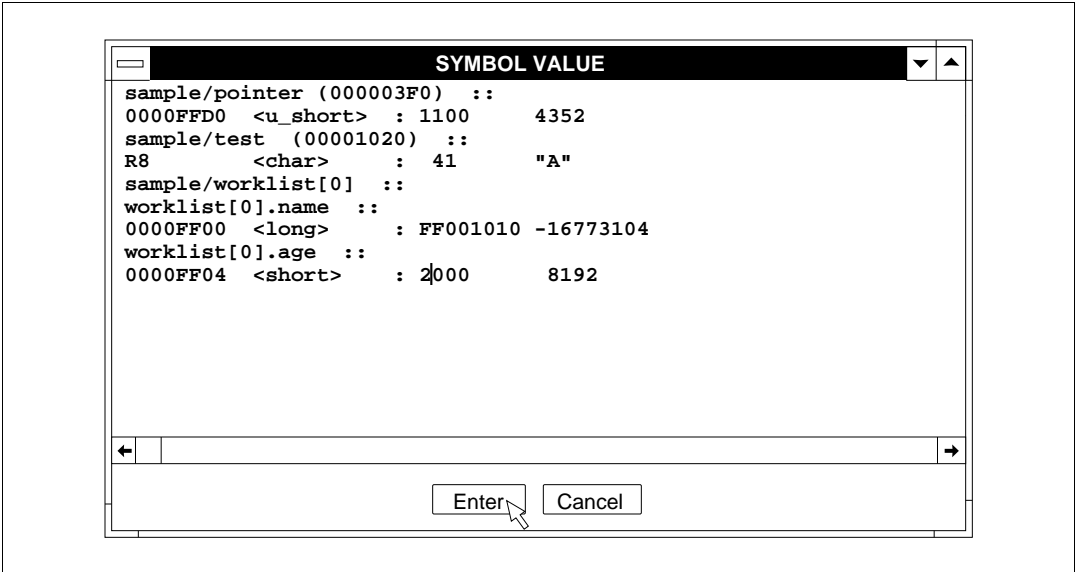 SYMBOL VALUE
sample/pointer (000003F0)  ::
0000FFD0  <u_short>  : 1100     4352
sample/test  (00001020)  ::
R8        <char>     :  41      "A"
sample/worklist[0]  ::
worklist[0].name  ::
0000FF00  <long>     : FF001010 -16773104
worklist[0].age  ::
0000FF04  <short>    : 2000      8192
Enter Cancel